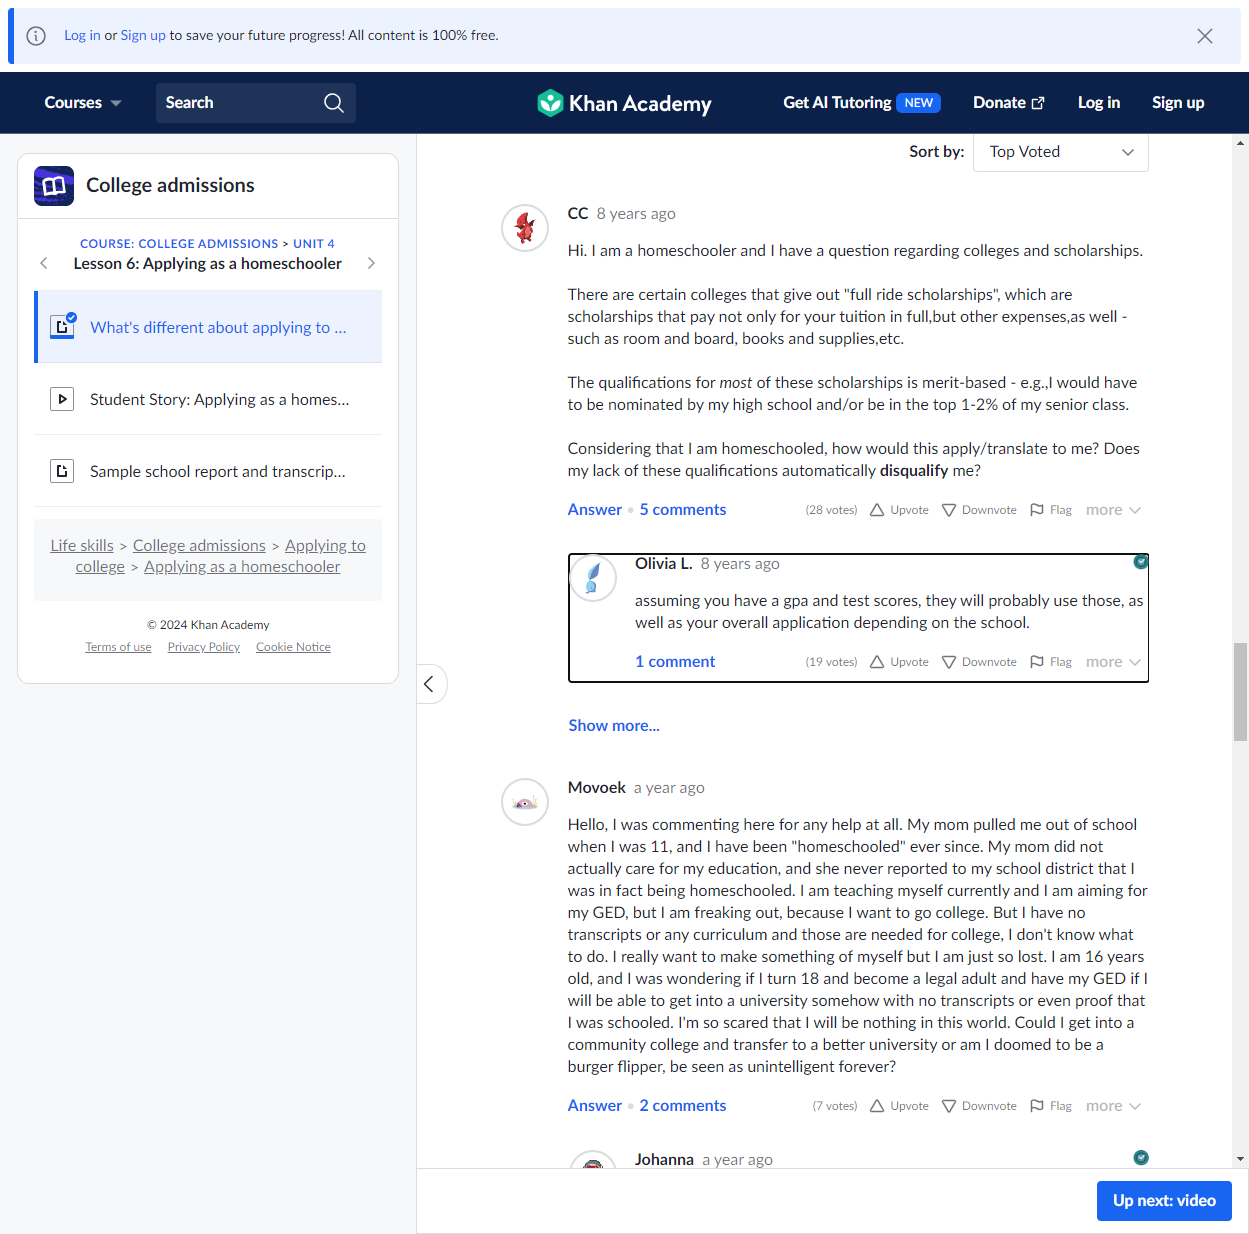 Log in or Sign up to save your future progress! All content is 100% free.
Courses
Search
Khan Academy
Get AI Tutoring NEW
Donate
Log in
Sign up
College admissions
COURSE: COLLEGE ADMISSIONS > UNIT 4
Lesson 6: Applying as a homeschooler
What's different about applying to ...
Student Story: Applying as a homes...
Sample school report and transcrip...
Life skills > College admissions > Applying to
college > Applying as a homeschooler
© 2024 Khan Academy
Terms of use Privacy Policy Cookie Notice
Sort by: Top Voted
CC 8 years ago
Hi. I am a homeschooler and I have a question regarding colleges and scholarships.
There are certain colleges that give out "full ride scholarships", which are
scholarships that pay not only for your tuition in full,but other expenses,as well -
such as room and board, books and supplies,etc.
The qualifications for most of these scholarships is merit-based - e.g.,I would have
to be nominated by my high school and/or be in the top 1-2% of my senior class.
Considering that I am homeschooled, how would this apply/translate to me? Does
my lack of these qualifications automatically disqualify me?
Answer • 5 comments (28 votes) Upvote Downvote Flag more
Olivia L. 8 years ago
assuming you have a gpa and test scores, they will probably use those, as
well as your overall application depending on the school.
1 comment (19 votes) Upvote Downvote Flag more
Show more...
Movoek a year ago
Hello, I was commenting here for any help at all. My mom pulled me out of school
when I was 11, and I have been "homeschooled" ever since. My mom did not
actually care for my education, and she never reported to my school district that I
was in fact being homeschooled. I am teaching myself currently and I am aiming for
my GED, but I am freaking out, because I want to go college. But I have no
transcripts or any curriculum and those are needed for college, I don't know what
to do. I really want to make something of myself but I am just so lost. I am 16 years
old, and I was wondering if I turn 18 and become a legal adult and have my GED if I
will be able to get into a university somehow with no transcripts or even proof that
I was schooled. I'm so scared that I will be nothing in this world. Could I get into a
community college and transfer to a better university or am I doomed to be a
burger flipper, be seen as unintelligent forever?
Answer • 2 comments (7 votes) Upvote Downvote Flag more
Johanna a year ago
Up next: video